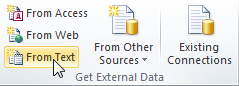 From Access
From Web
From Text
From Other
Sources
Existing
Connections
Get External Data